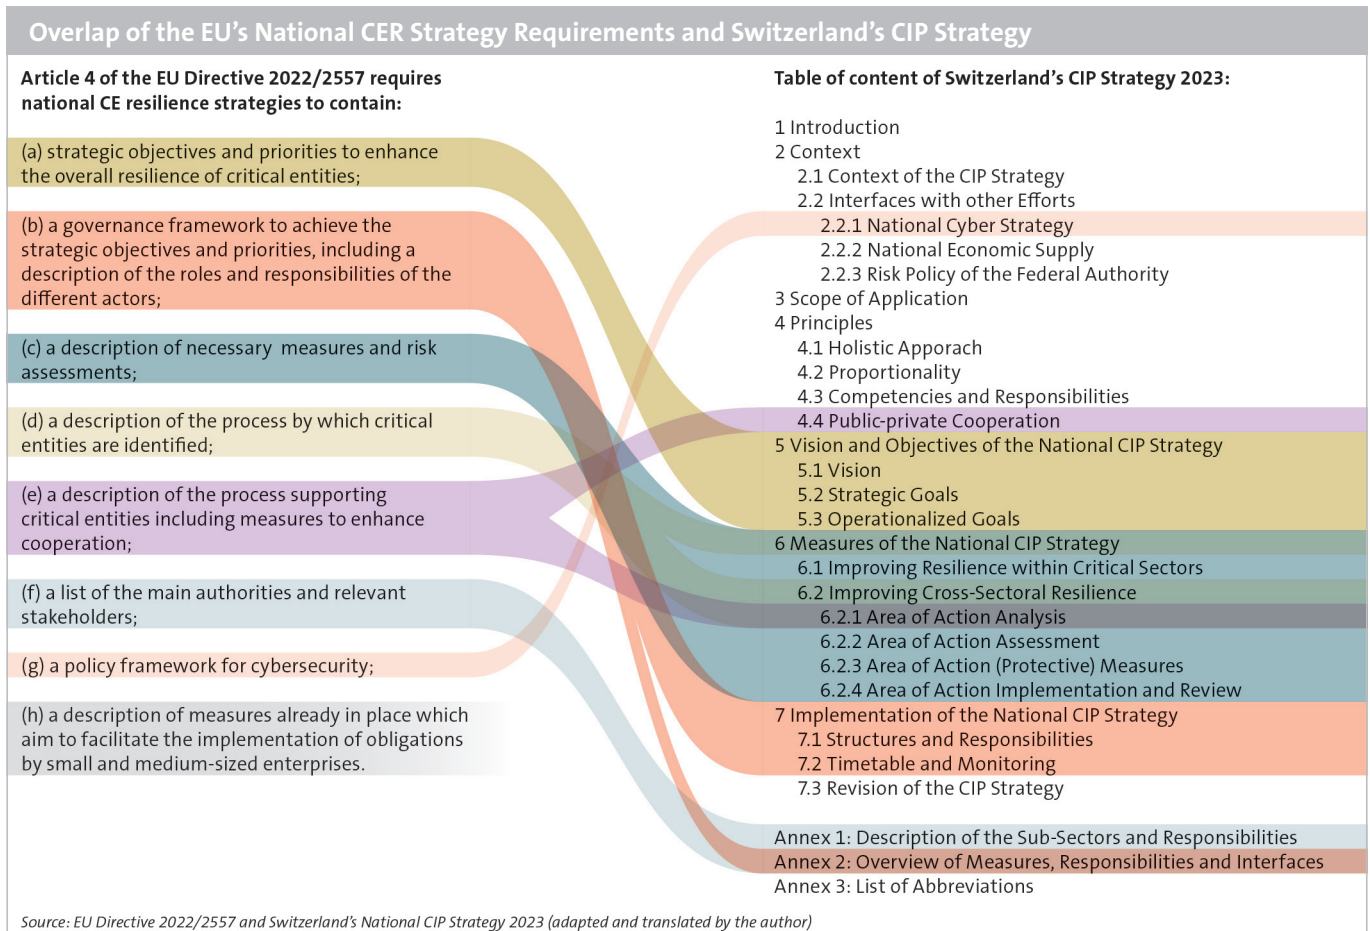 Overlap of the EU's National CER Strategy Requirements and Switzerland's CIP Strategy
Article 4 of the EU Directive 2022/2557 requires
national CE resilience strategies to contain:
(a) strategic objectives and priorities to enhance
the overall resilience of critical entities;
(b) a governance framework to achieve the
strategic objectives and priorities, including a
description of the roles and responsibilities of the
different actors;
(c) a description of necessary measures and risk
assessments;
(d) a description of the process by which critical
entities are identified;
(e) a description of the process supporting
critical entities including measures to enhance
cooperation;
(f) a list of the main authorities and relevant
stakeholders;
(g) a policy framework for cybersecurity;
(h) a description of measures already in place which
aim to facilitate the implementation of obligations
by small and medium-sized enterprises.
Table of content of Switzerland's CIP Strategy 2023:
1 Introduction
2 Context
2.1 Context of the CIP Strategy
2.2 Interfaces with other Efforts
2.2.1 National Cyber Strategy
2.2.2 National Economic Supply
2.2.3 Risk Policy of the Federal Authority
3 Scope of Application
4 Principles
4.1 Holistic Apporach
4.2 Proportionality
4.3 Competencies and Responsibilities
4.4 Public-private Cooperation
5 Vision and Objectives of the National CIP Strategy
5.1 Vision
5.2 Strategic Goals
5.3 Operationalized Goals
6 Measures of the National CIP Strategy
6.1 Improving Resilience within Critical Sectors
6.2 Improving Cross-Sectoral Resilience
6.2.1 Area of Action Analysis
6.2.2 Area of Action Assessment
6.2.3 Area of Action (Protective) Measures
6.2.4 Area of Action Implementation and Review
7 Implementation of the National CIP Strategy
7.1 Structures and Responsibilities
7.2 Timetable and Monitoring
7.3 Revision of the CIP Strategy
Annex 1: Description of the Sub-Sectors and Responsibilities
Annex 2: Overview of Measures, Responsibilities and Interfaces
Annex 3: List of Abbreviations
Source: EU Directive 2022/2557 and Switzerland's National CIP Strategy 2023 (adapted and translated by the author)